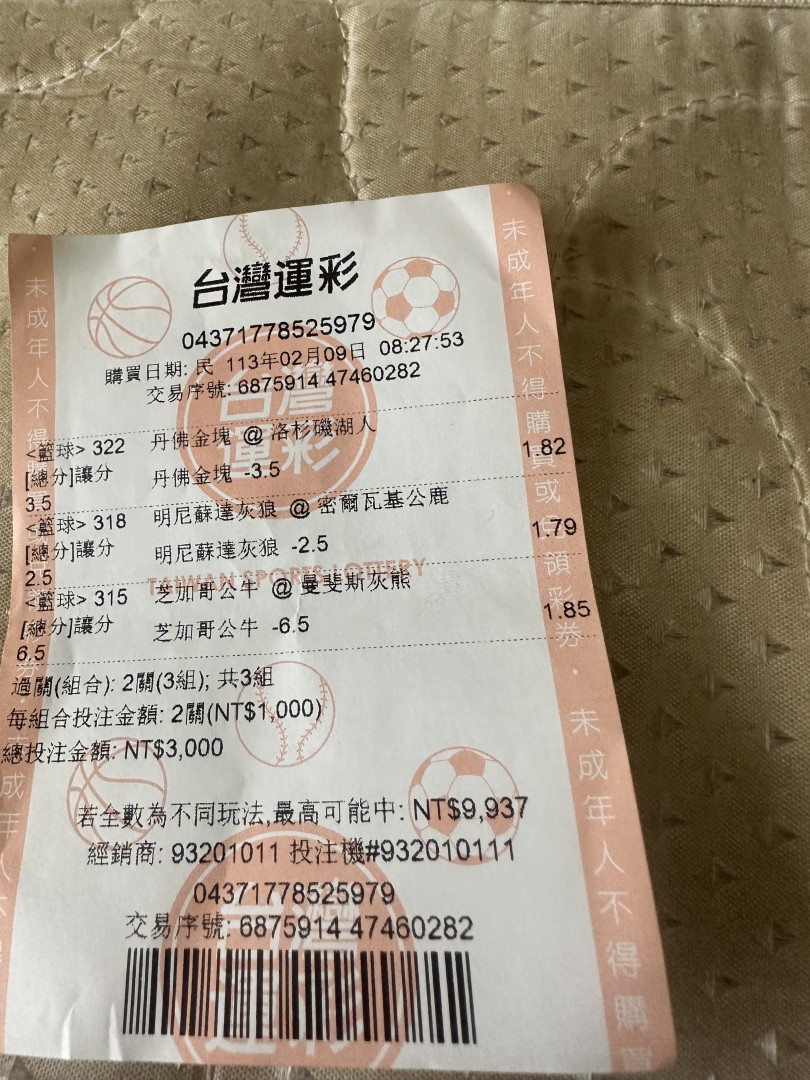 台灣運彩
04371778525979
購買日期: 民 113年02月09日 08:27:53
交易序號: 6875914 47460282
<籃球> 322 丹佛金塊 @ 洛杉磯湖人
[總分]讓分 丹佛金塊 -3.5 1.82
3.5
<籃球> 318 明尼蘇達灰狼 @ 密爾瓦基公鹿
[總分]讓分 明尼蘇達灰狼 -2.5 1.79
2.5
<籃球> 315 芝加哥公牛 @ 曼斐斯灰熊
[總分]讓分 芝加哥公牛 -6.5 1.85
6.5
過關(組合): 2關(3組); 共3組
每組合投注金額: 2關(NT$1,000)
總投注金額: NT$3,000
若全數為不同玩法,最高可能中: NT$9,937
經銷商: 93201011 投注機#932010111
04371778525979
交易序號: 6875914 47460282
台灣運彩
TAIWAN SPORTS LOTTERY
未成年人不得購買或兌領彩券．未成年人不得購買